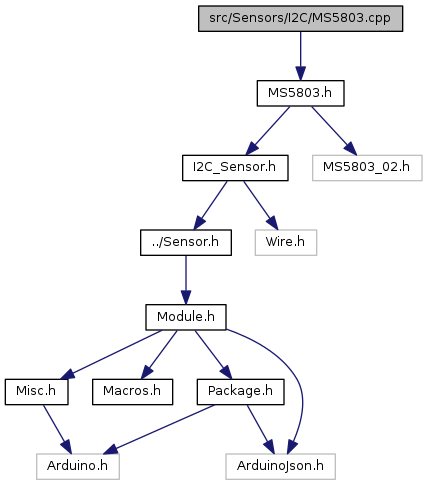 src/Sensors/I2C/MS5803.cpp
MS5803.h
I2C_Sensor.h
MS5803_02.h
../Sensor.h
Wire.h
Module.h
Misc.h
Macros.h
Package.h
Arduino.h
ArduinoJson.h